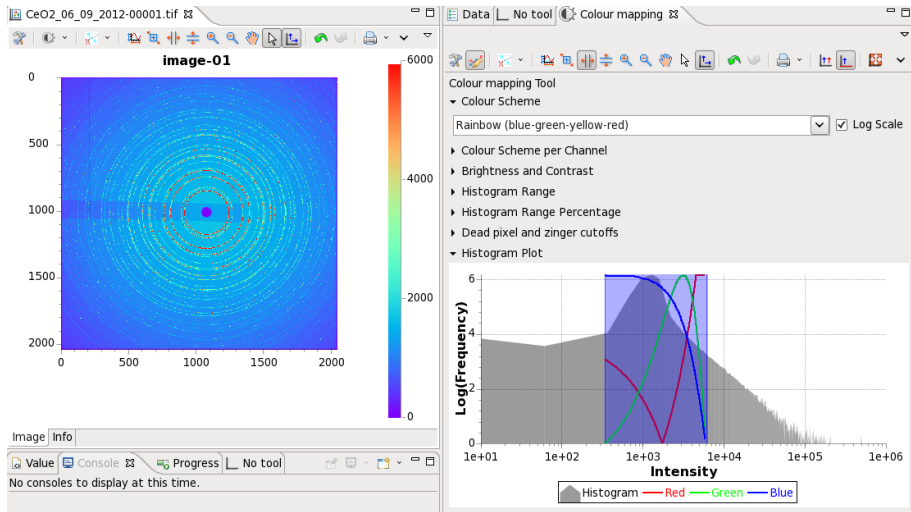 CeO2_06_09_2012-00001.tif
Data No tool Colour mapping
image-01
0
500
1000
1500
2000
0 500 1000 1500 2000
6000
4000
2000
0
Image Info
Value Console Progress No tool
No consoles to display at this time.
Colour mapping Tool
Colour Scheme
Rainbow (blue-green-yellow-red) Log Scale
Colour Scheme per Channel
Brightness and Contrast
Histogram Range
Histogram Range Percentage
Dead pixel and zinger cutoffs
Histogram Plot
Log(Frequency)
6
4
2
0
1e+01 1e+02 1e+03 1e+04 1e+05 1e+06
Intensity
Histogram Red Green Blue